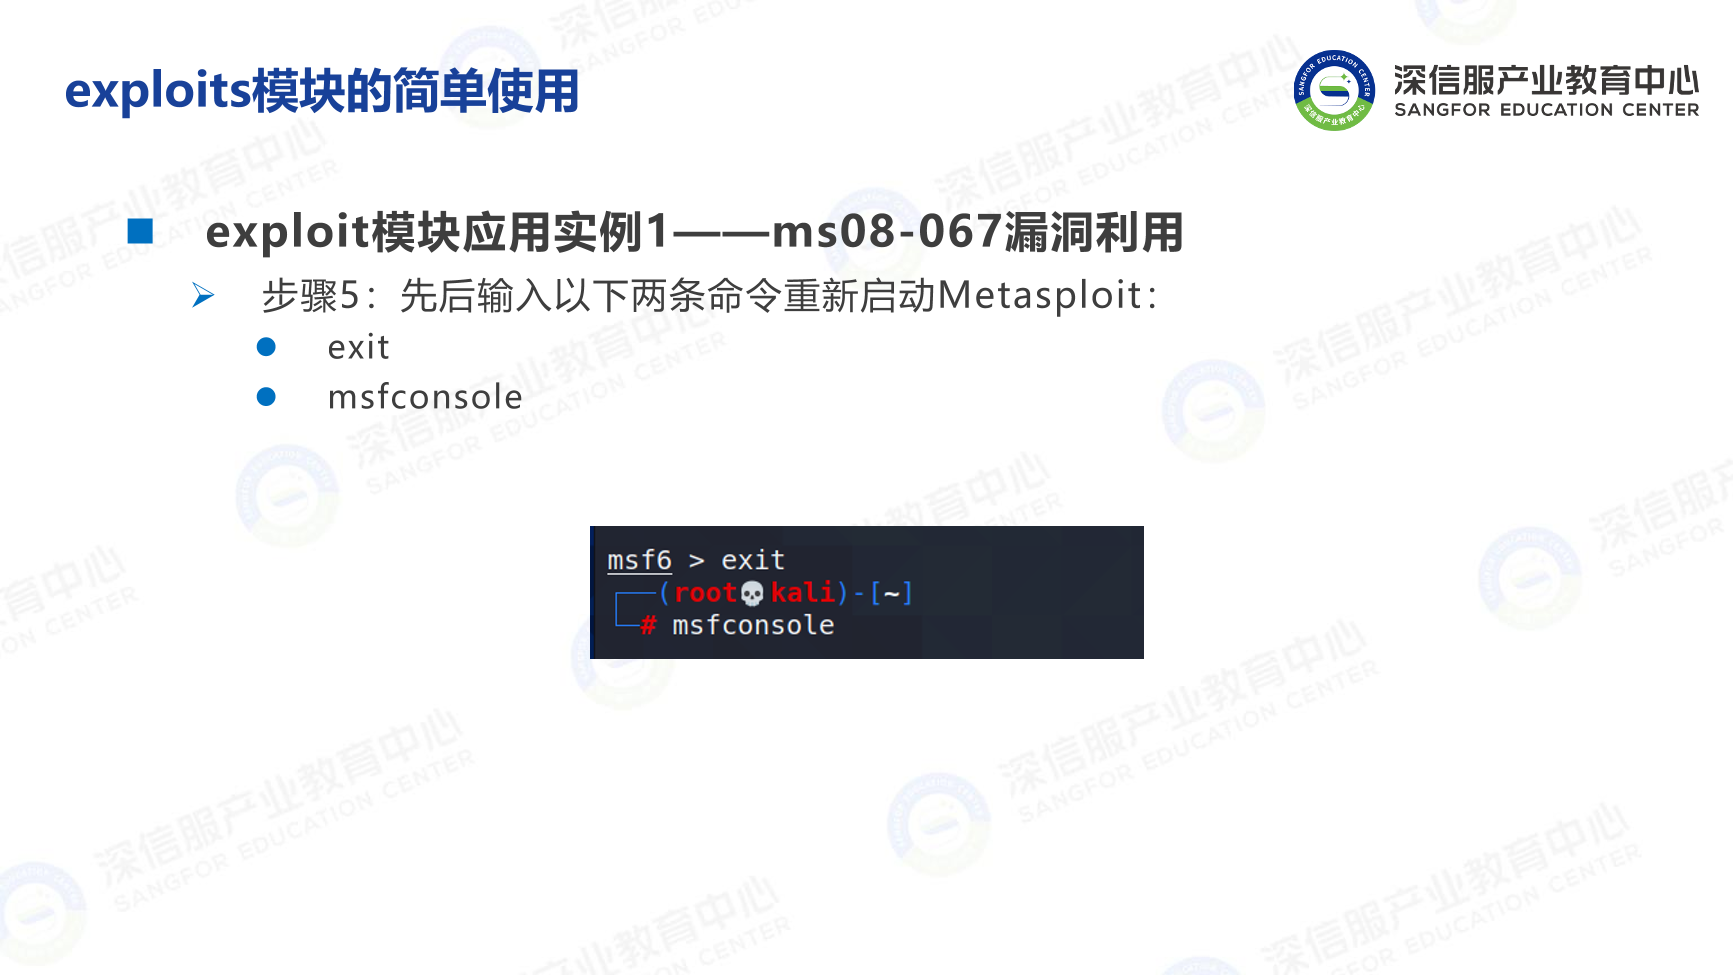 exploits模块的简单使用
深信服产业教育中心
SANGFOR EDUCATION CENTER
exploit模块应用实例1——ms08-067漏洞利用
步骤5：先后输入以下两条命令重新启动Metasploit：
exit
msfconsole
msf6 > exit
(root💀kali)-[~]
# msfconsole